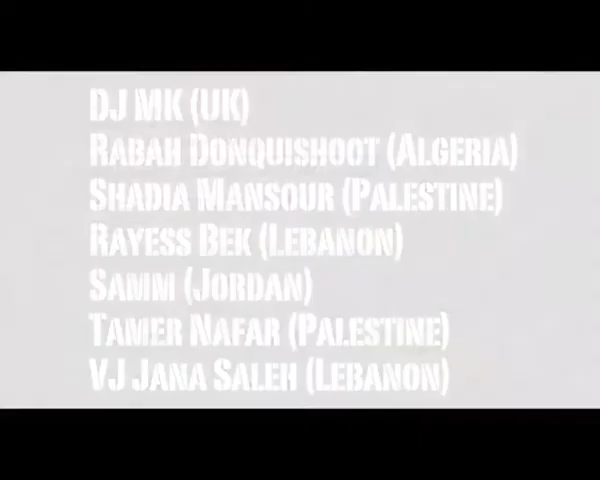 DJ MK (UK)
Rabah Donquishoot (Algeria)
Shadia Mansour (Palestine)
Rayess Bek (Lebanon)
Samm (Jordan)
Tamer Nafar (Palestine)
VJ Jana Saleh (Lebanon)